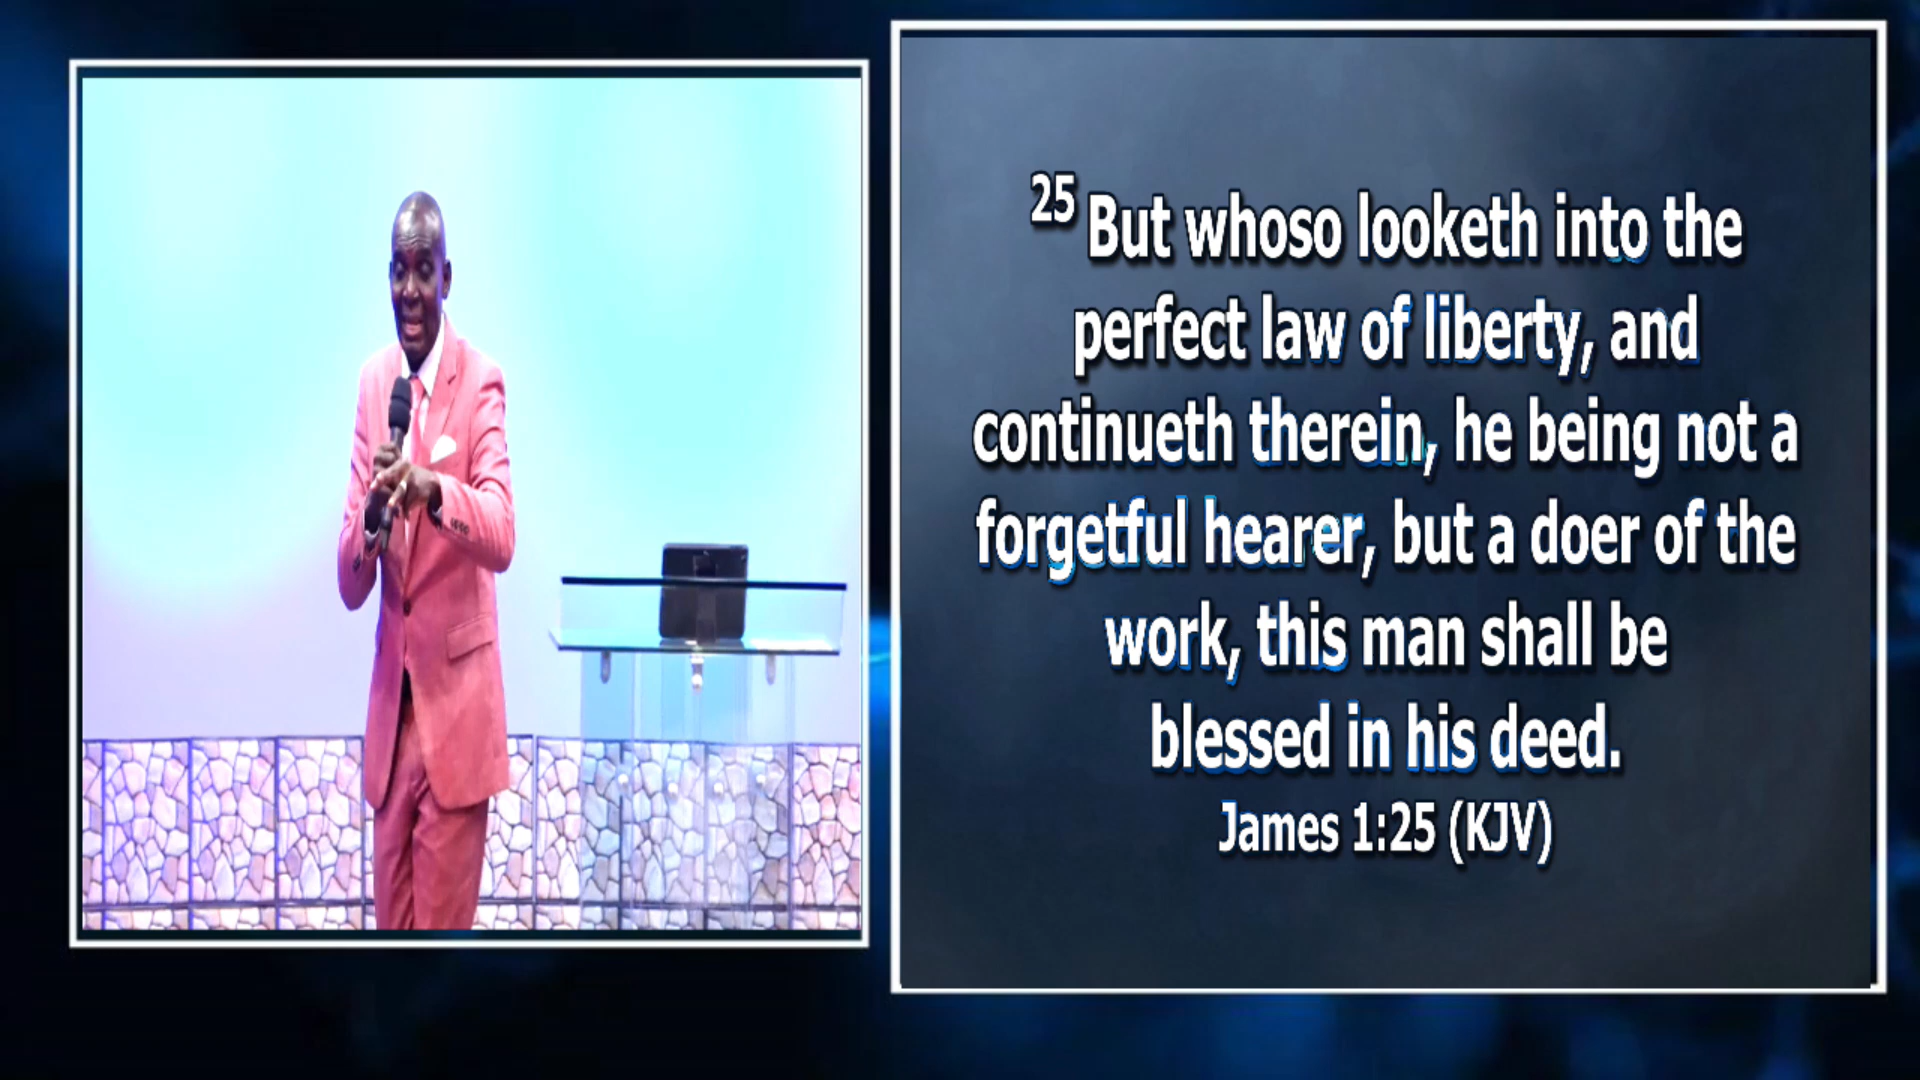 25 But whoso looketh into the
perfect law of liberty, and
continueth therein, he being not a
forgetful hearer, but a doer of the
work, this man shall be
blessed in his deed.
James 1:25 (KJV)